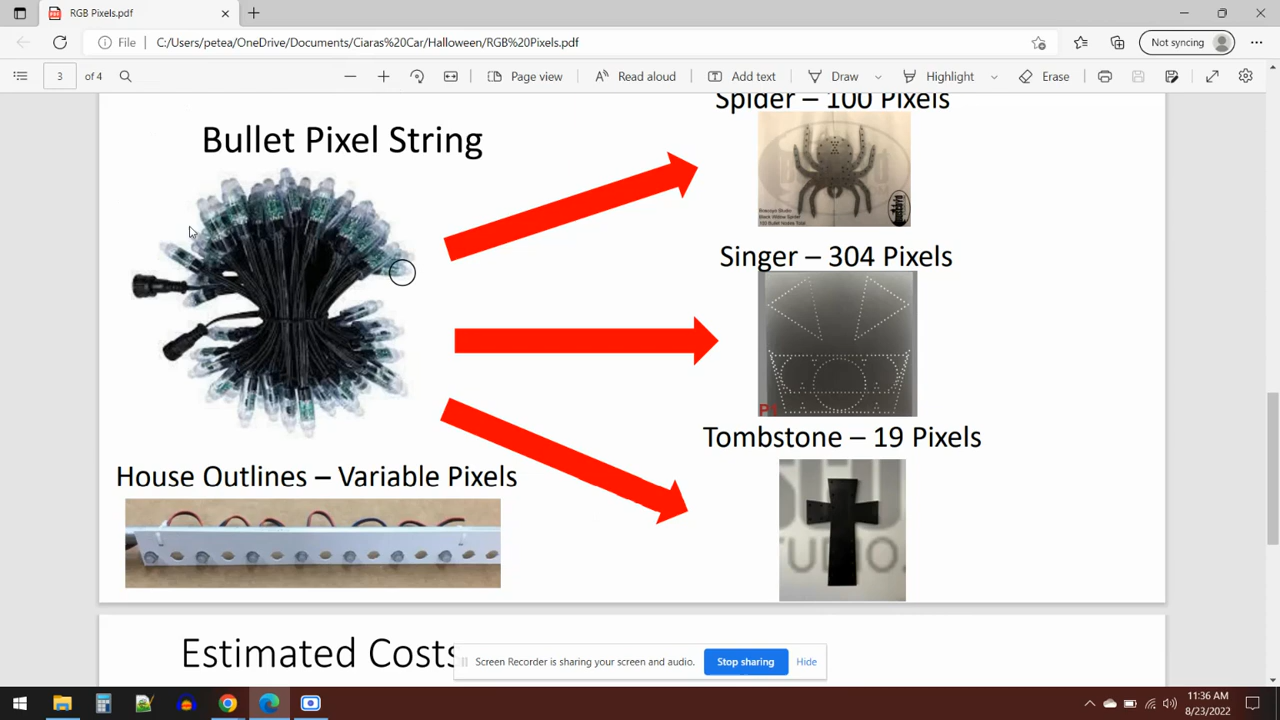 RGB Pixels.pdf
File C:/Users/petea/OneDrive/Documents/Ciaras%20Car/Halloween/RGB%20Pixels.pdf
Not syncing
3 of 4
Page view
Read aloud
Add text
Draw
Highlight
Erase
Spider – 100 Pixels
Bullet Pixel String
Singer – 304 Pixels
Tombstone – 19 Pixels
House Outlines – Variable Pixels
Estimated Costs
Screen Recorder is sharing your screen and audio.
Stop sharing
Hide
11:36 AM
8/23/2022